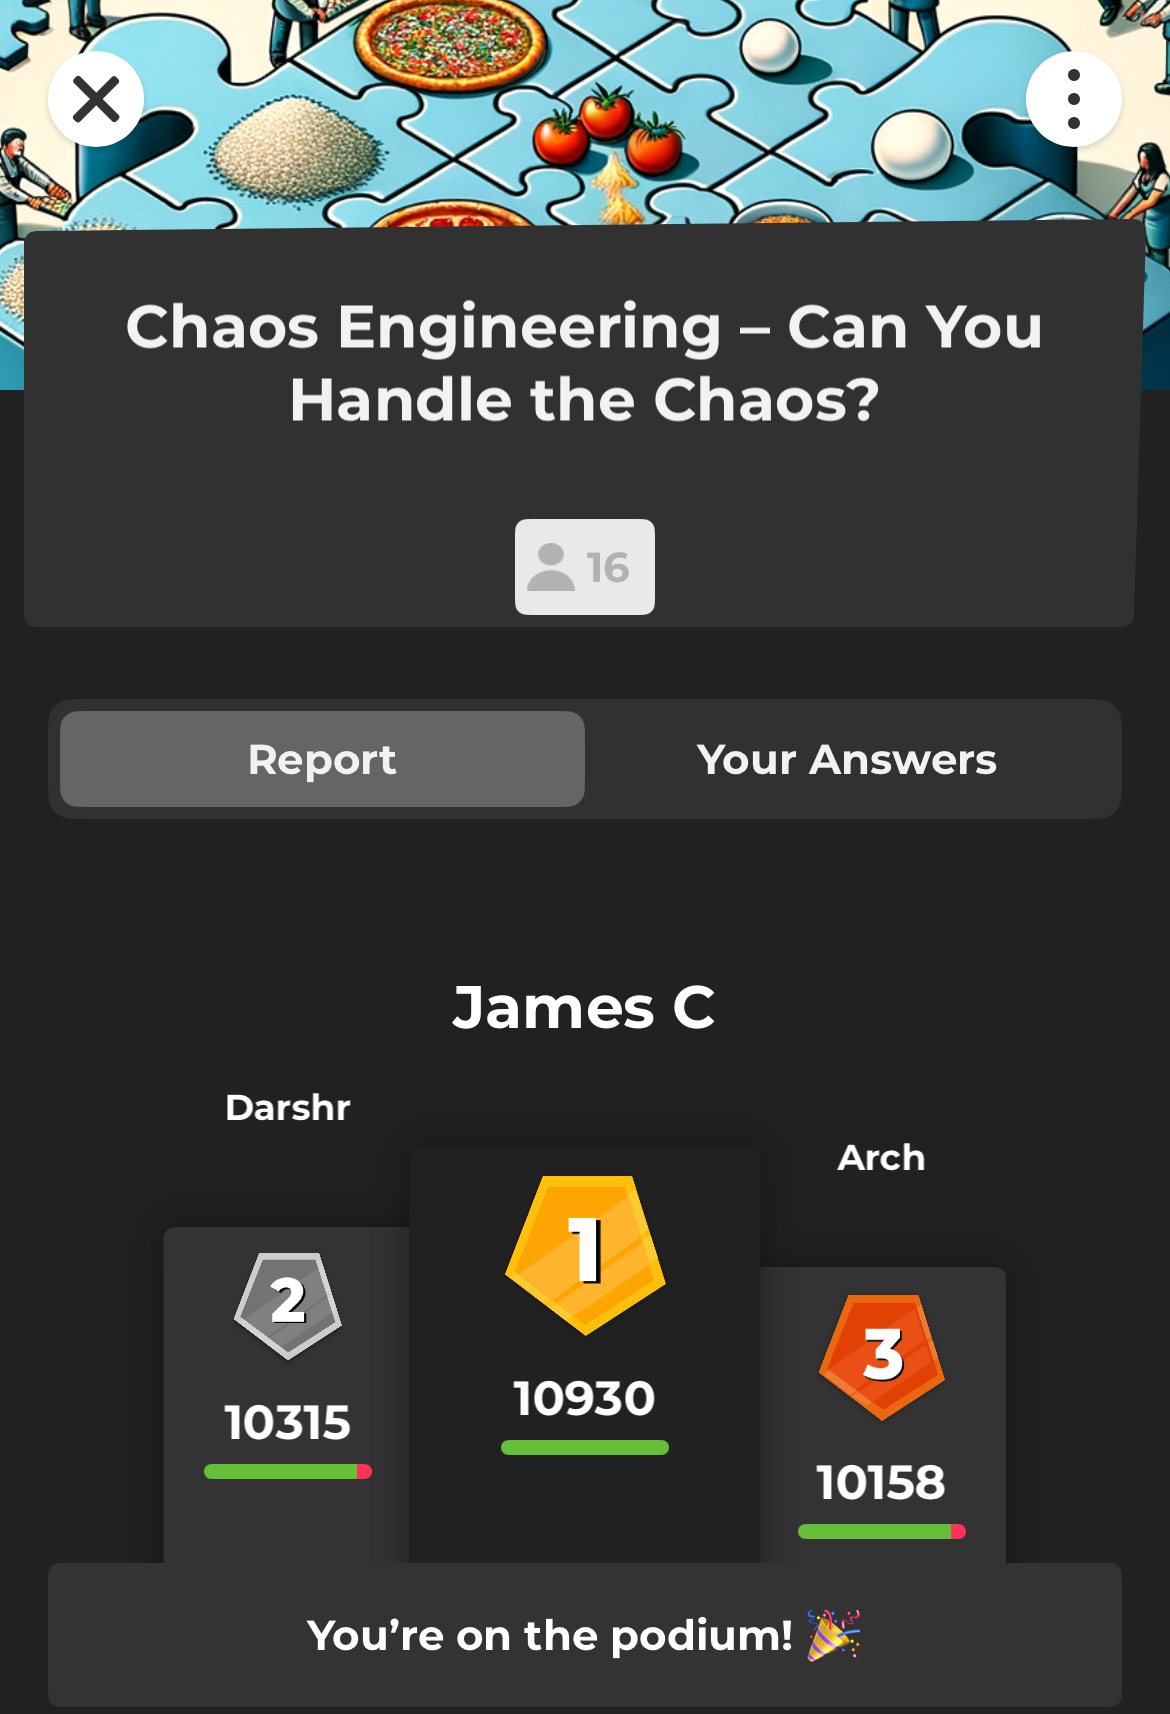 Chaos Engineering – Can You
Handle the Chaos?
16
Report
Your Answers
James C
Darshr
Arch
1
2
3
10930
10315
10158
You’re on the podium! 🎉